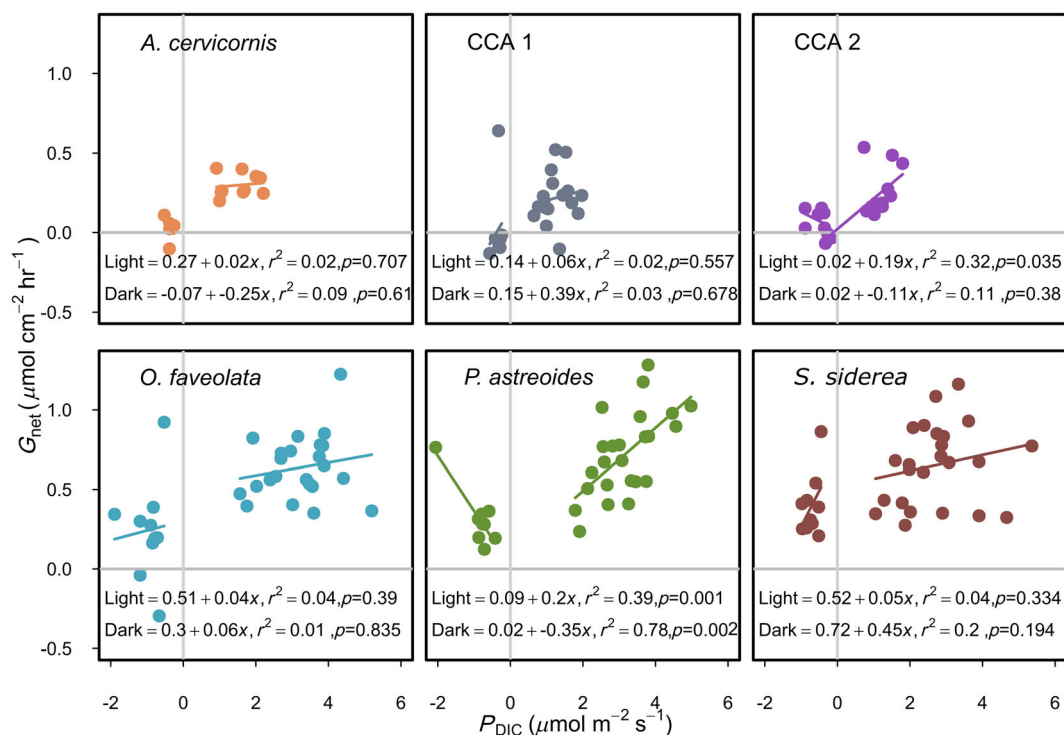 A. cervicornis
CCA 1
CCA 2
1.0
0.5
0.0
-0.5
Light = 0.27 + 0.02x, r² = 0.02, p=0.707
Dark = -0.07 + -0.25x, r² = 0.09 , p=0.61
Light = 0.14 + 0.06x, r² = 0.02, p=0.557
Dark = 0.15 + 0.39x, r² = 0.03 , p=0.678
Light = 0.02 + 0.19x, r² = 0.32, p=0.035
Dark = 0.02 + -0.11x, r² = 0.11 , p=0.38
G_net ( μmol cm⁻² hr⁻¹ )
O. faveolata
P. astreoides
S. siderea
1.0
0.5
0.0
-0.5
Light = 0.51 + 0.04x, r² = 0.04, p=0.39
Dark = 0.3 + 0.06x, r² = 0.01 , p=0.835
Light = 0.09 + 0.2x, r² = 0.39, p=0.001
Dark = 0.02 + -0.35x, r² = 0.78, p=0.002
Light = 0.52 + 0.05x, r² = 0.04, p=0.334
Dark = 0.72 + 0.45x, r² = 0.2 , p=0.194
-2 0 2 4 6
-2 0 2 4 6
-2 0 2 4 6
P_DIC (μmol m⁻² s⁻¹)